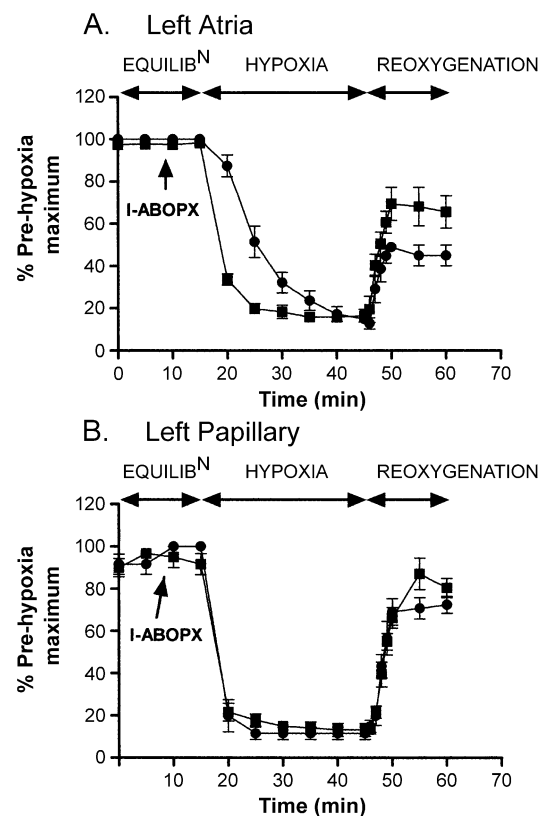 A. Left Atria
EQUILIBN HYPOXIA REOXYGENATION
120
100
80
60
40
20
0
% Pre-hypoxia
maximum
I-ABOPX
0 10 20 30 40 50 60 70
Time (min)
B. Left Papillary
EQUILIBN HYPOXIA REOXYGENATION
120
100
80
60
40
20
0
% Pre-hypoxia
maximum
I-ABOPX
10 20 30 40 50 60 70
Time (min)